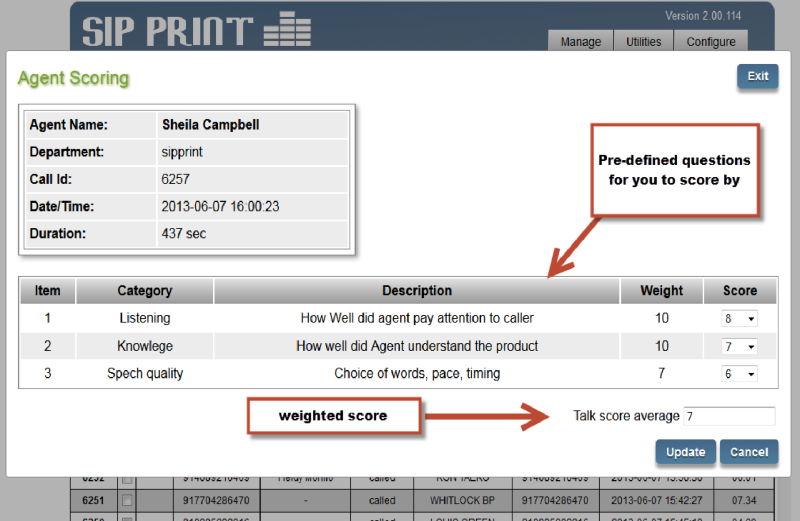 SIP PRINT
Version 2.00.114
Manage Utilities Configure
Agent Scoring
Exit
Agent Name: Sheila Campbell
Department: sipprint
Call Id: 6257
Date/Time: 2013-06-07 16:00:23
Duration: 437 sec
Pre-defined questions
for you to score by
Item Category Description Weight Score
1 Listening How Well did agent pay attention to caller 10 8
2 Knowlege How well did Agent understand the product 10 7
3 Spech quality Choice of words, pace, timing 7 6
weighted score
Talk score average 7
Update Cancel
called
6251 917704286470 - called WHITLOCK BP 917704286470 2013-06-07 15:42:27 07.34
called